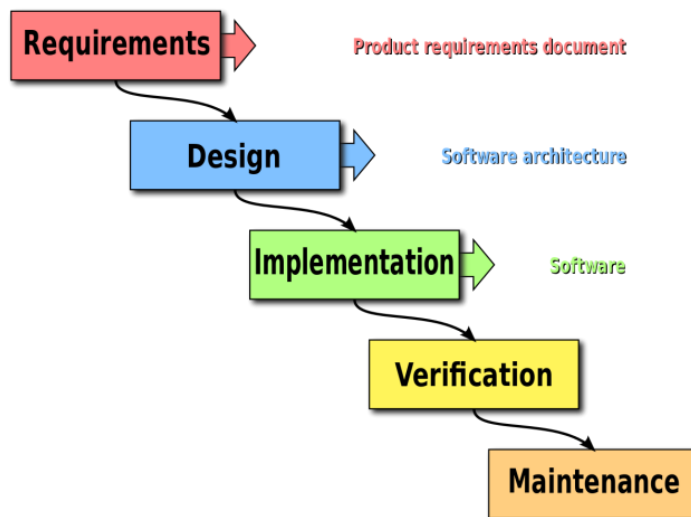 Requirements
Product requirements document
Design
Software architecture
Implementation
Software
Verification
Maintenance